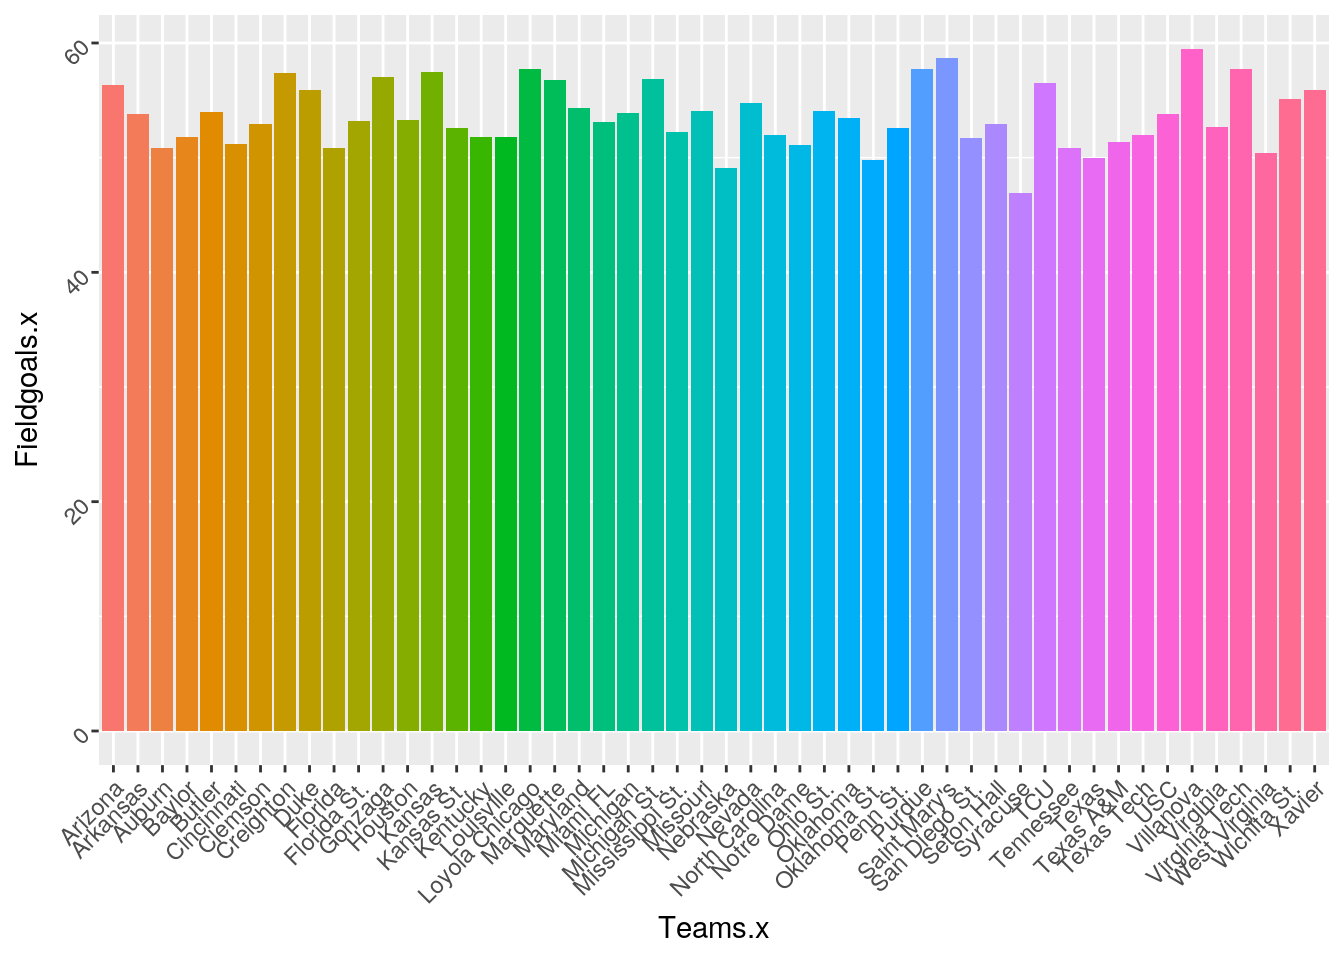 60
40
20
0
Fieldgoals.x
Arizona
Arkansas
Auburn
Baylor
Butler
Cincinnati
Clemson
Creighton
Duke
Florida
Florida St.
Gonzaga
Houston
Kansas
Kansas St.
Kentucky
Louisville
Loyola Chicago
Marquette
Maryland
Miami FL
Michigan
Michigan St.
Mississippi St.
Missouri
Nebraska
Nevada
North Carolina
Notre Dame
Ohio St.
Oklahoma
Oklahoma St.
Penn St.
Purdue
Saint Mary's
San Diego St.
Seton Hall
Syracuse
TCU
Tennessee
Texas
Texas A&M
Texas Tech
USC
Villanova
Virginia
Virginia Tech
West Virginia
Wichita St.
Xavier
Teams.x